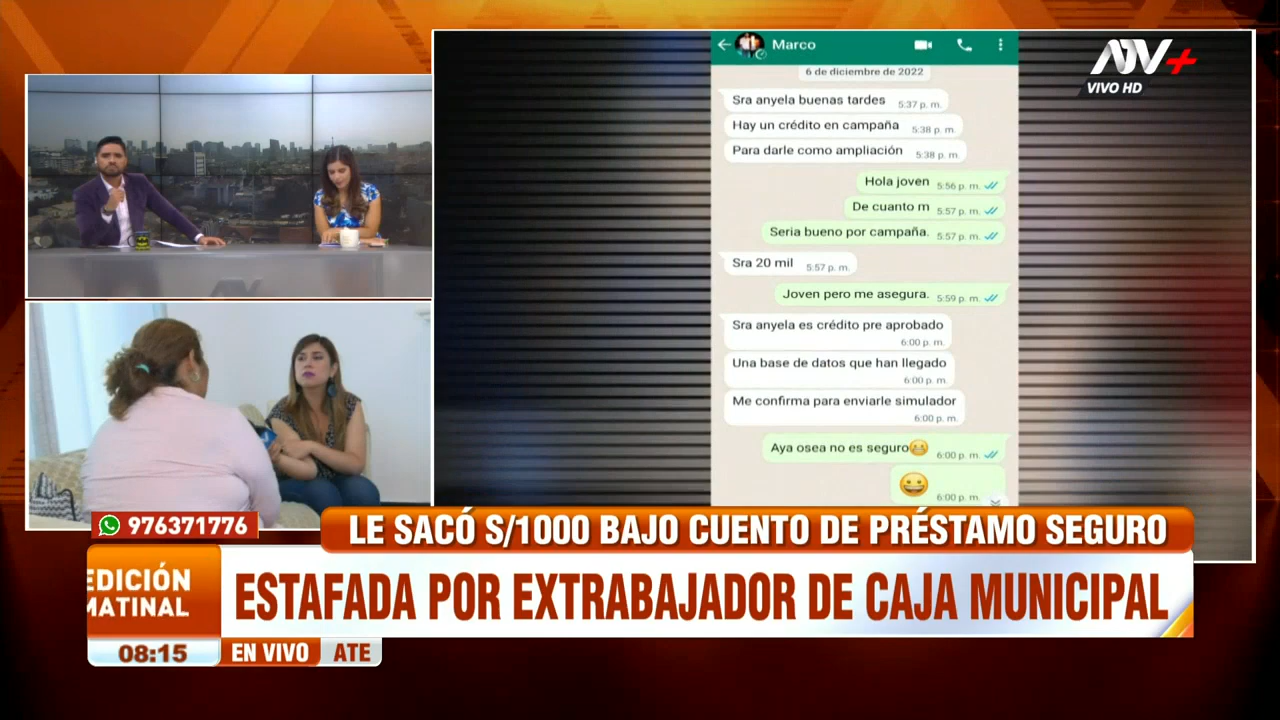 Marco
ATV+
VIVO HD
6 de diciembre de 2022
Sra anyela buenas tardes 5:37 p. m.
Hay un crédito en campaña 5:38 p. m.
Para darle como ampliación 5:38 p. m.
Hola joven 5:56 p. m.
De cuanto m 5:57 p. m.
Seria bueno por campaña. 5:57 p. m.
Sra 20 mil 5:57 p. m.
Joven pero me asegura. 5:59 p. m.
Sra anyela es crédito pre aprobado
6:00 p. m.
Una base de datos que han llegado
6:00 p. m.
Me confirma para enviarle simulador
6:00 p. m.
Aya osea no es seguro😬 6:00 p. m.
😀 6:00 p. m.
976371776
LE SACÓ S/1000 BAJO CUENTO DE PRÉSTAMO SEGURO
EDICIÓN
MATINAL
ESTAFADA POR EXTRABAJADOR DE CAJA MUNICIPAL
08:15
EN VIVO
ATE